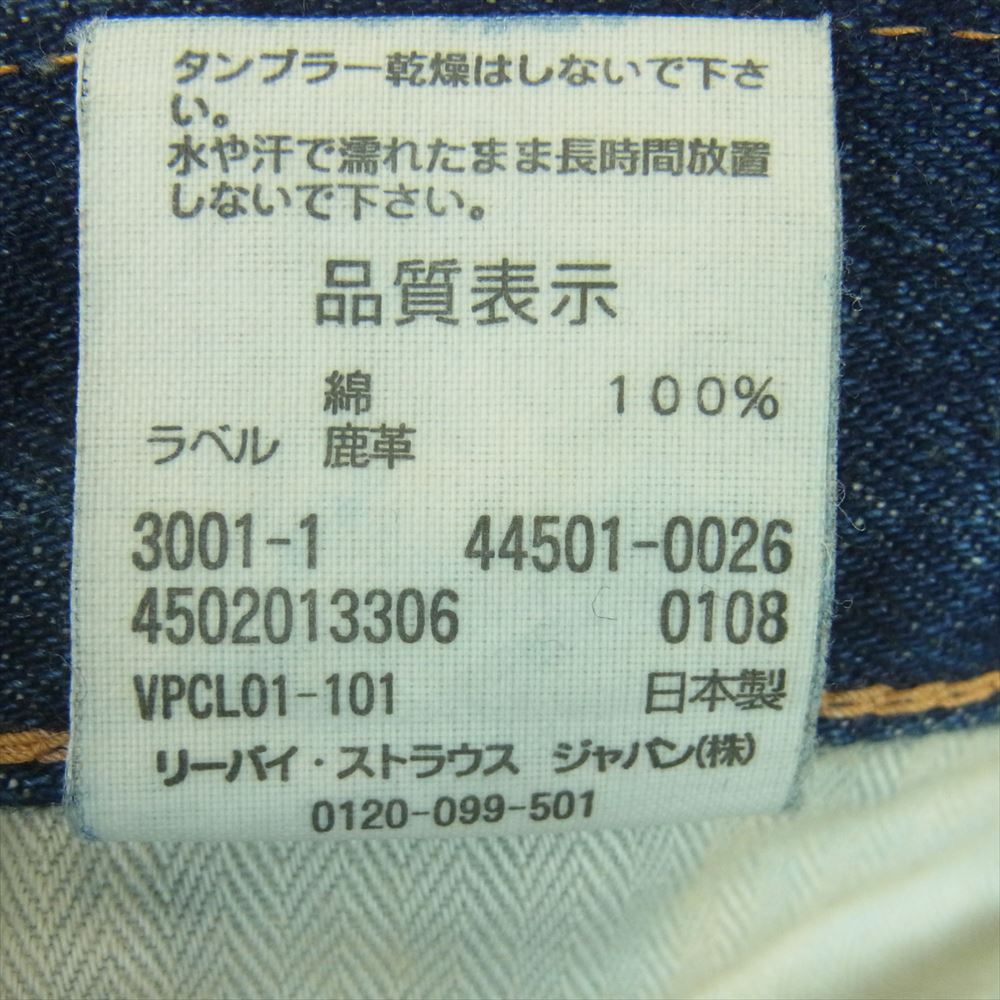 タンブラー乾燥はしないで下さ
い。
水や汗で濡れたまま長時間放置
しないで下さい。
品質表示
綿 100%
ラベル 鹿革
3001-1 44501-0026
4502013306 0108
VPCL01-101 日本製
リーバイ・ストラウス ジャパン(株)
0120-099-501